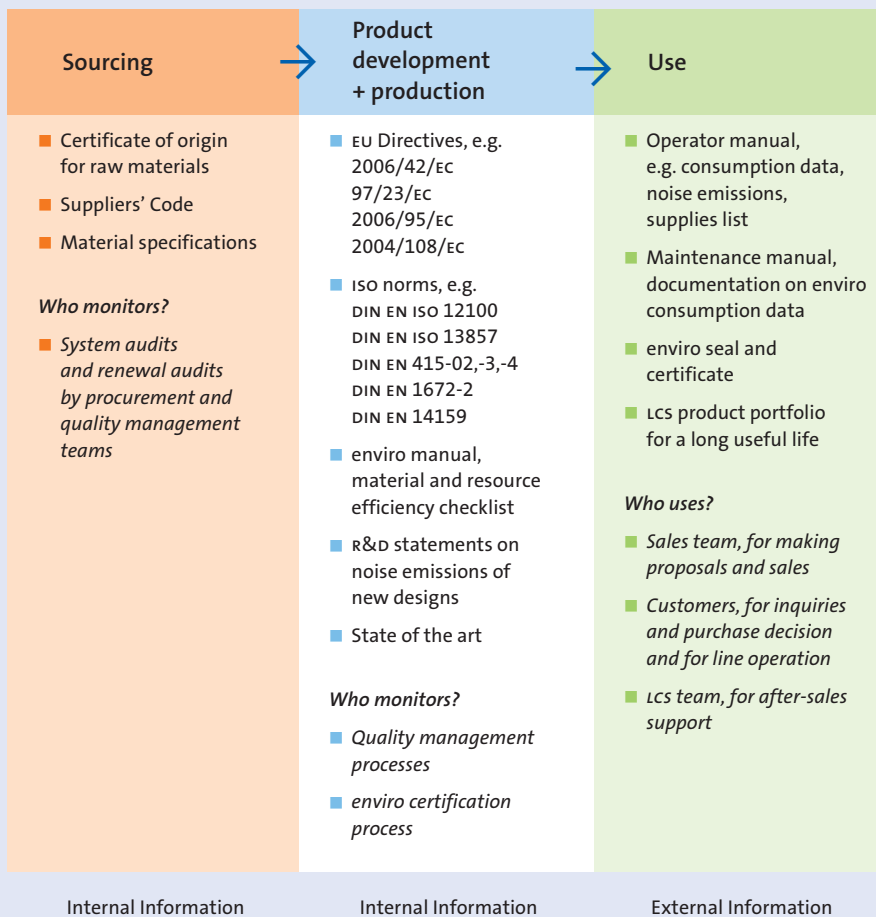 Sourcing
Product
development
+ production
Use
Certificate of origin
for raw materials
Suppliers' Code
Material specifications
Who monitors?
System audits
and renewal audits
by procurement and
quality management
teams
EU Directives, e.g.
2006/42/EC
97/23/EC
2006/95/EC
2004/108/EC
ISO norms, e.g.
DIN EN ISO 12100
DIN EN ISO 13857
DIN EN 415-02,-3,-4
DIN EN 1672-2
DIN EN 14159
enviro manual,
material and resource
efficiency checklist
R&D statements on
noise emissions of
new designs
State of the art
Who monitors?
Quality management
processes
enviro certification
process
Operator manual,
e.g. consumption data,
noise emissions,
supplies list
Maintenance manual,
documentation on enviro
consumption data
enviro seal and
certificate
LCS product portfolio
for a long useful life
Who uses?
Sales team, for making
proposals and sales
Customers, for inquiries
and purchase decision
and for line operation
LCS team, for after-sales
support
Internal Information
Internal Information
External Information